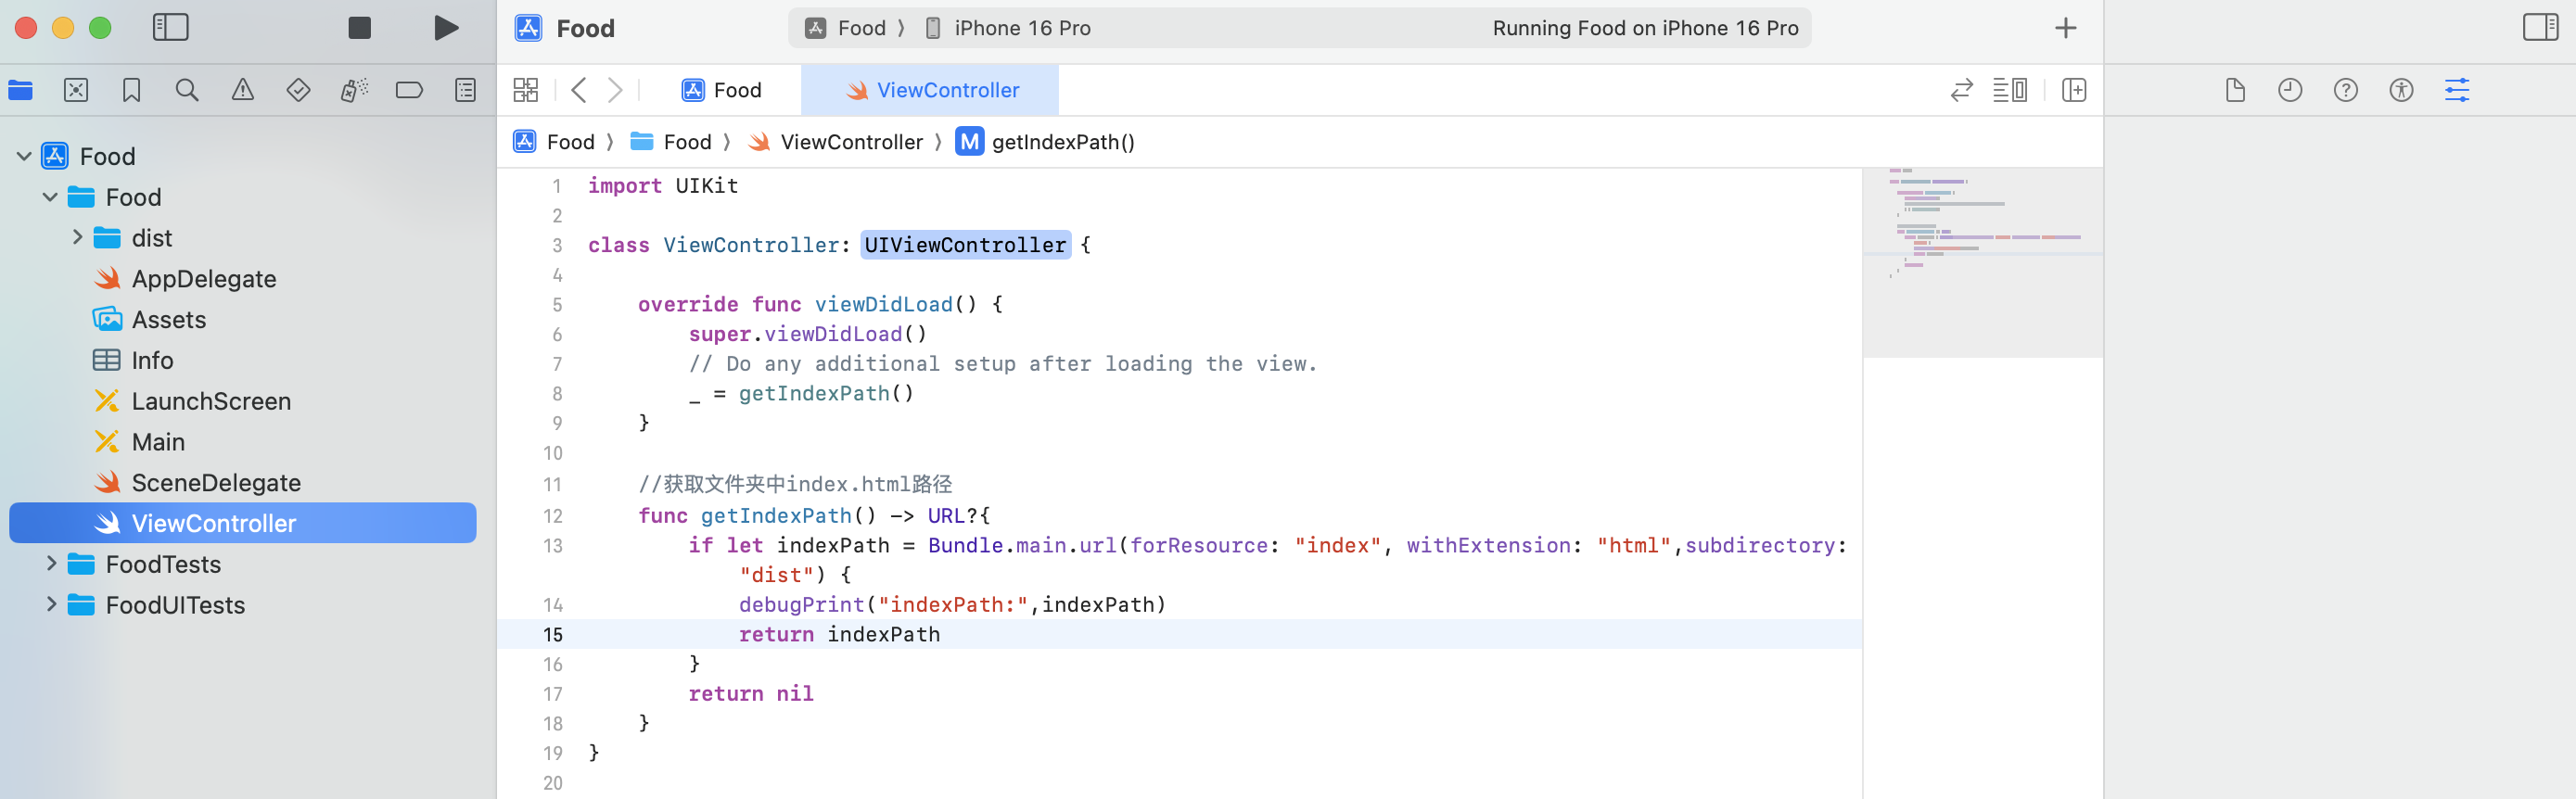 Food
Food 〉 iPhone 16 Pro
Running Food on iPhone 16 Pro
Food
ViewController
Food 〉 Food 〉 ViewController 〉 M getIndexPath()
Food
Food
dist
AppDelegate
Assets
Info
LaunchScreen
Main
SceneDelegate
ViewController
FoodTests
FoodUITests
1 import UIKit
2
3 class ViewController: UIViewController {
4
5 override func viewDidLoad() {
6 super.viewDidLoad()
7 // Do any additional setup after loading the view.
8 _ = getIndexPath()
9 }
10
11 //获取文件夹中index.html路径
12 func getIndexPath() -> URL?{
13 if let indexPath = Bundle.main.url(forResource: "index", withExtension: "html",subdirectory:
"dist") {
14 debugPrint("indexPath:",indexPath)
15 return indexPath
16 }
17 return nil
18 }
19 }
20